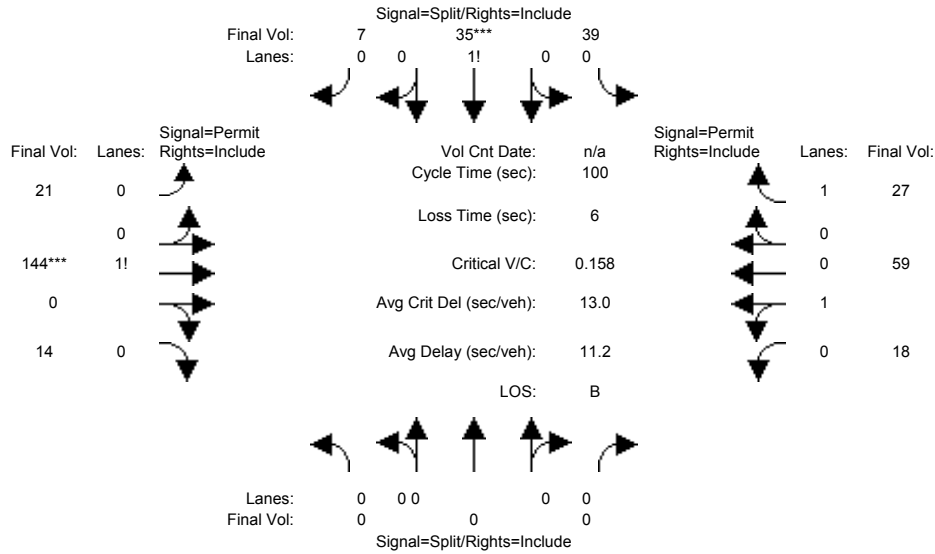 Signal=Split/Rights=Include
Final Vol: 7 35*** 39
Lanes: 0 0 1! 0 0
Signal=Permit Signal=Permit
Final Vol: Lanes: Rights=Include Vol Cnt Date: n/a Rights=Include Lanes: Final Vol:
Cycle Time (sec): 100
21 0 1 27
Loss Time (sec): 6
0 0
144*** 1! Critical V/C: 0.158 0 59
0 Avg Crit Del (sec/veh): 13.0 1
14 0 Avg Delay (sec/veh): 11.2 0 18
LOS: B
Lanes: 0 0 0 0 0
Final Vol: 0 0 0
Signal=Split/Rights=Include